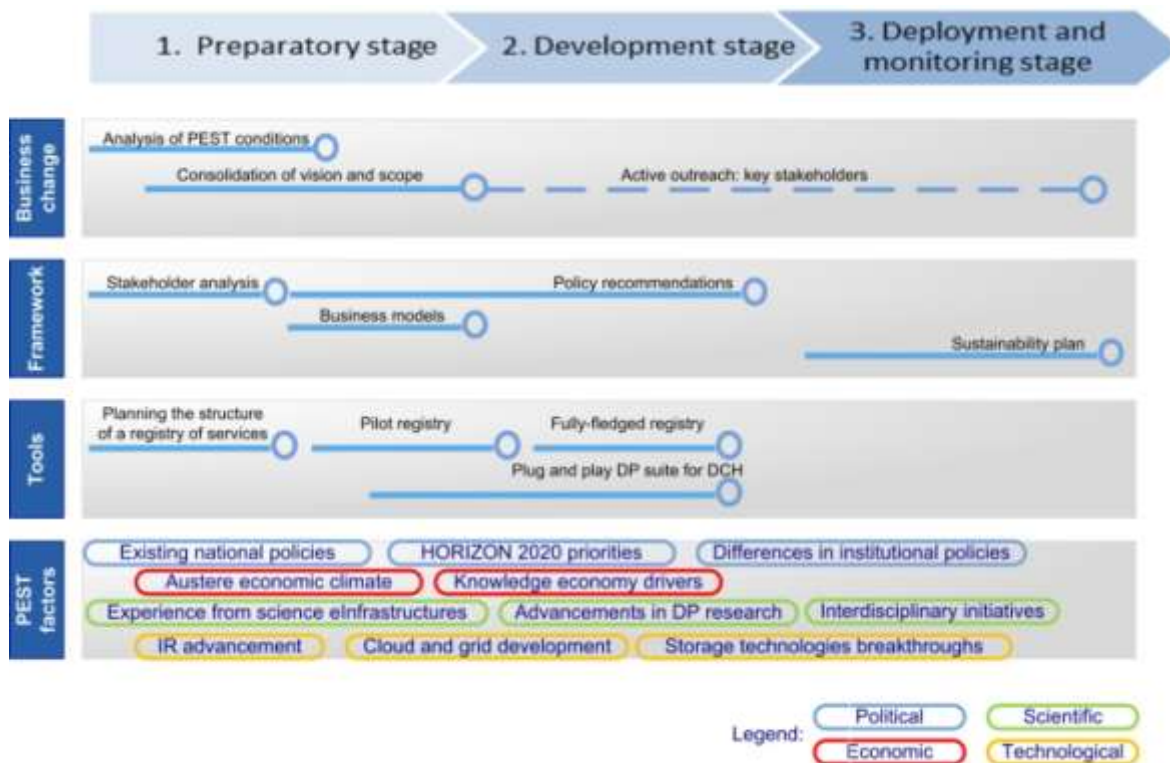 1. Preparatory stage
2. Development stage
3. Deployment and
monitoring stage
Business
change
Analysis of PEST conditions
Consolidation of vision and scope
Active outreach: key stakeholders
Framework
Stakeholder analysis
Policy recommendations
Business models
Sustainability plan
Tools
Planning the structure
of a registry of services
Pilot registry
Fully-fledged registry
Plug and play DP suite for DCH
PEST
factors
Existing national policies
HORIZON 2020 priorities
Differences in institutional policies
Austere economic climate
Knowledge economy drivers
Experience from science eInfrastructures
Advancements in DP research
Interdisciplinary initiatives
IR advancement
Cloud and grid development
Storage technologies breakthroughs
Legend:
Political
Scientific
Economic
Technological